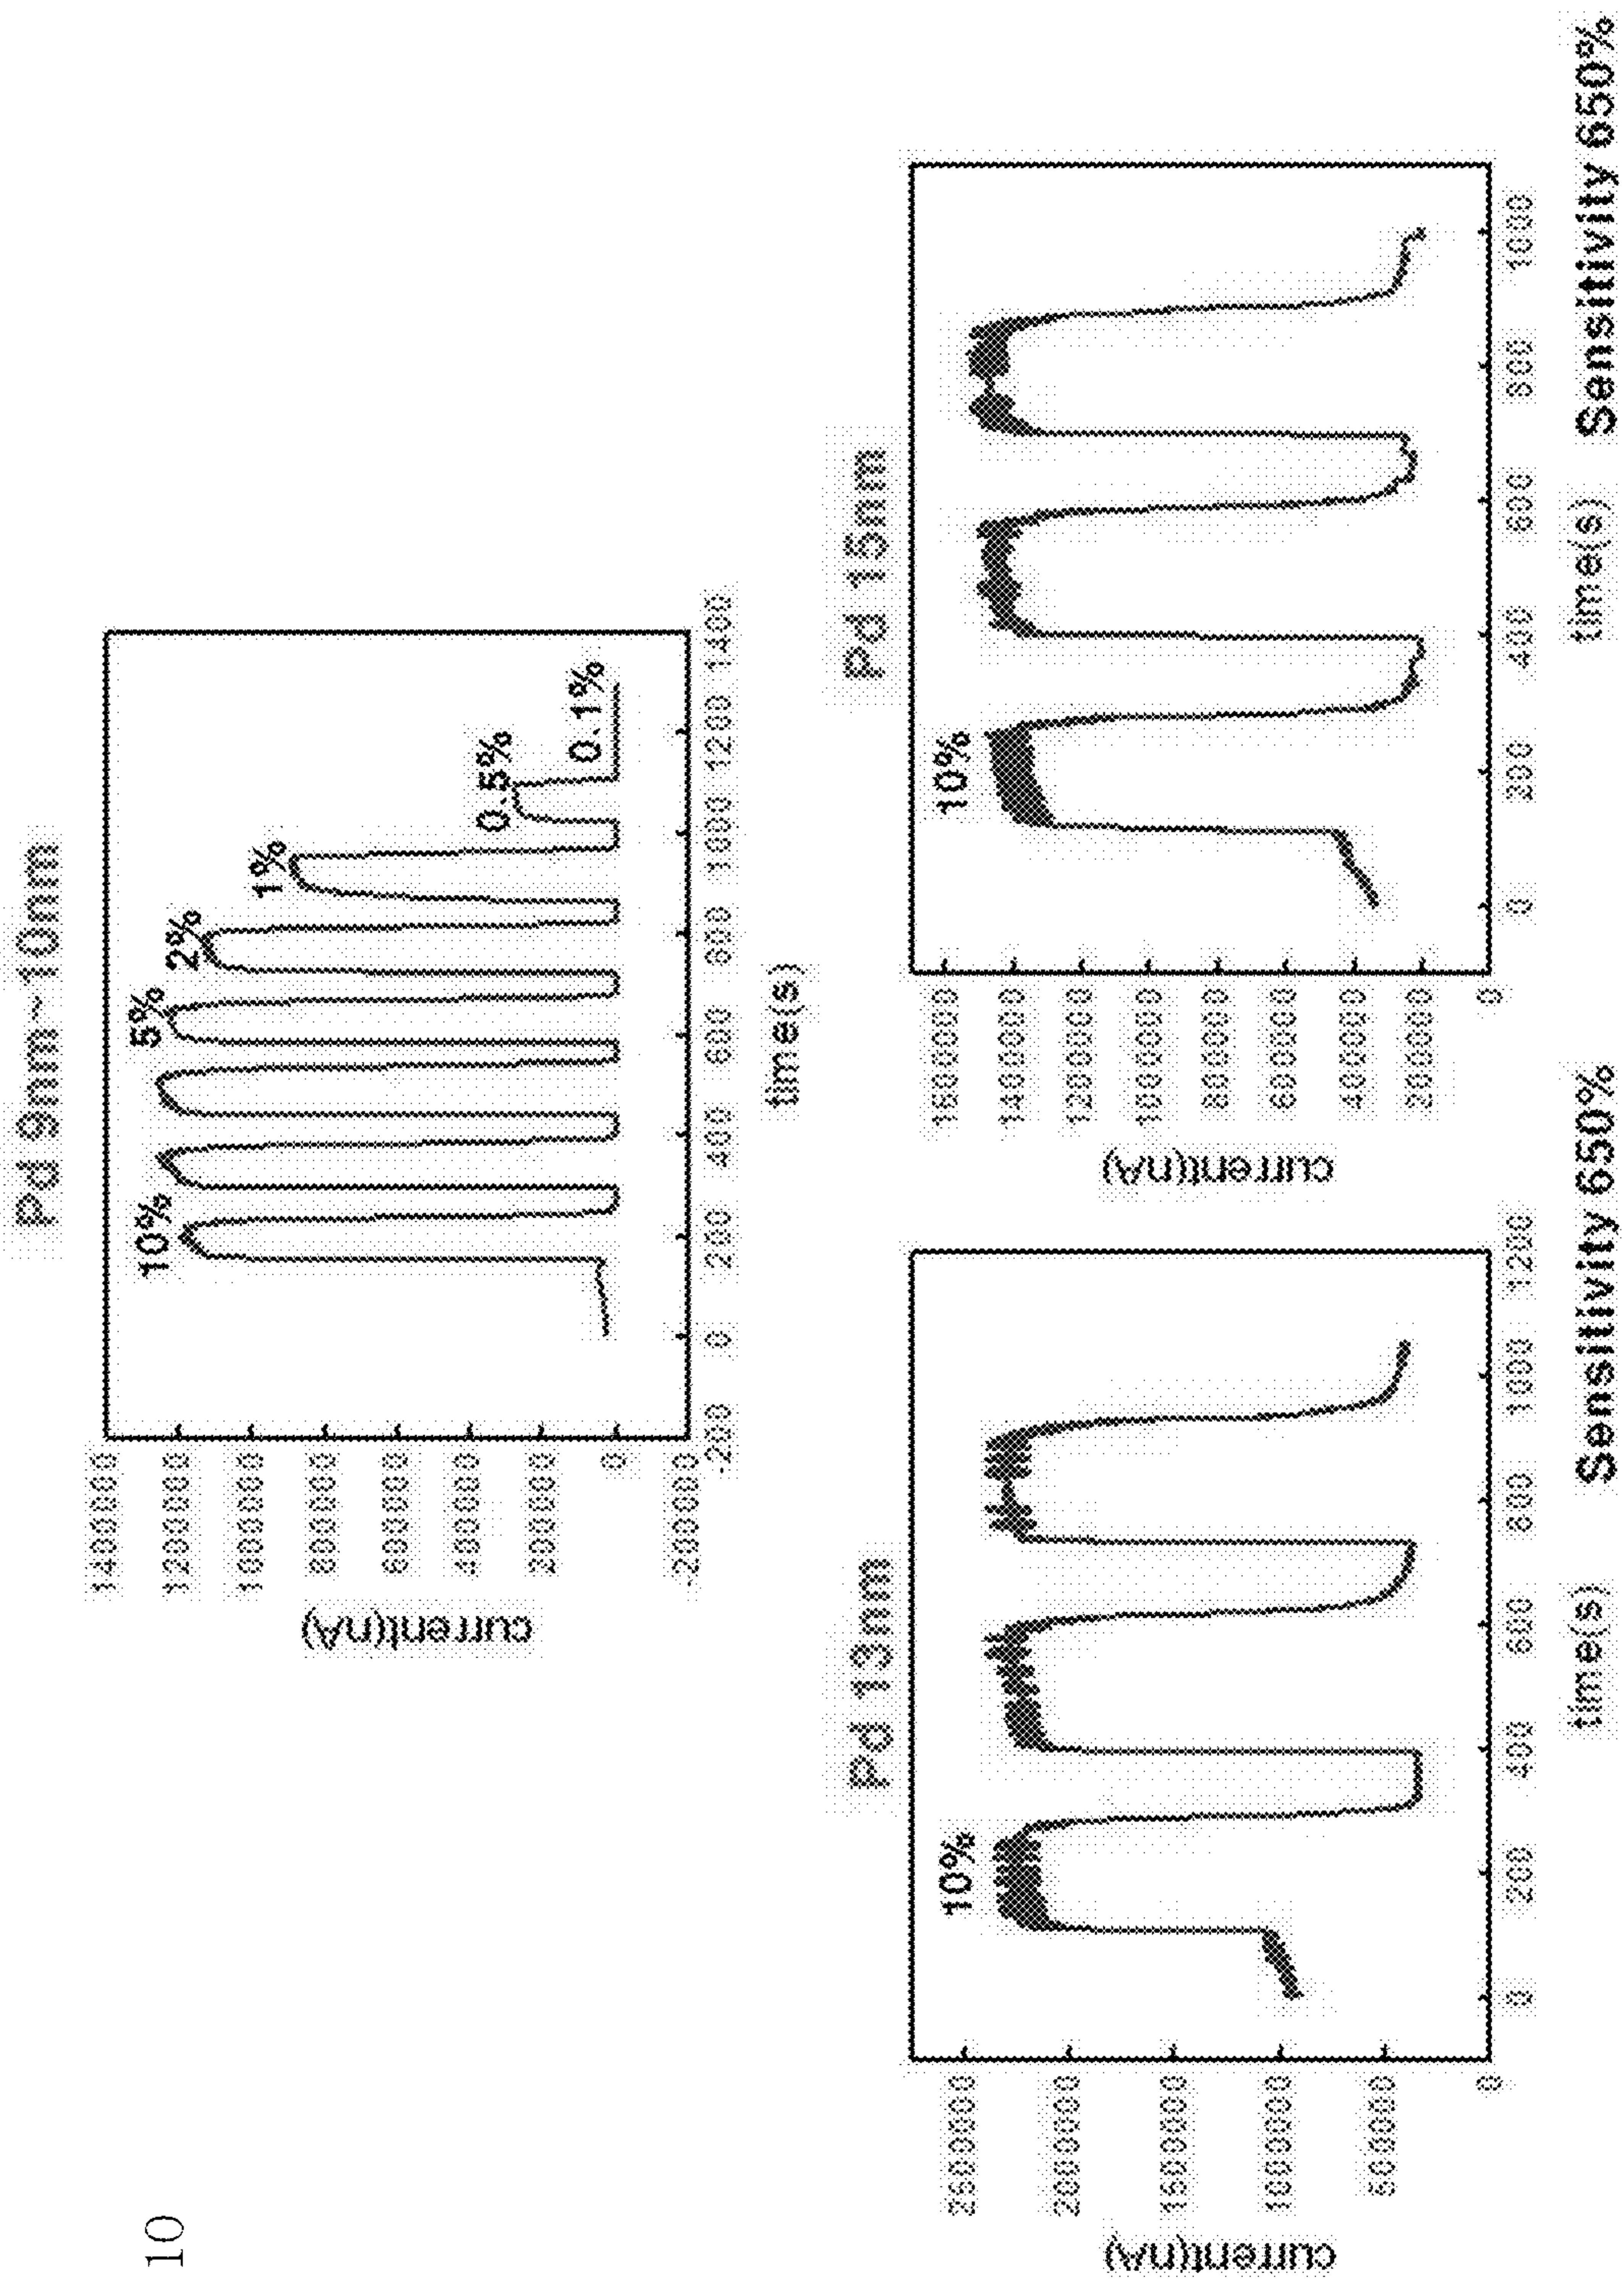 10
Pd 9nm~10nm
current(nA)
1400000
1200000
1000000
800000
600000
400000
200000
0
-200000
10%
5%
2%
1%
0.5%
0.1%
-200 0 200 400 600 800 1000 1200 1400
time(s)
Pd 13nm
current(nA)
2500000
2000000
1500000
1000000
500000
0
10%
0 200 400 600 800 1000 1200
time(s)
Sensitivity 650%
Pd 15nm
current(nA)
1600000
1400000
1200000
1000000
800000
600000
400000
200000
0
10%
0 200 400 600 800 1000
time(s)
Sensitivity 650%